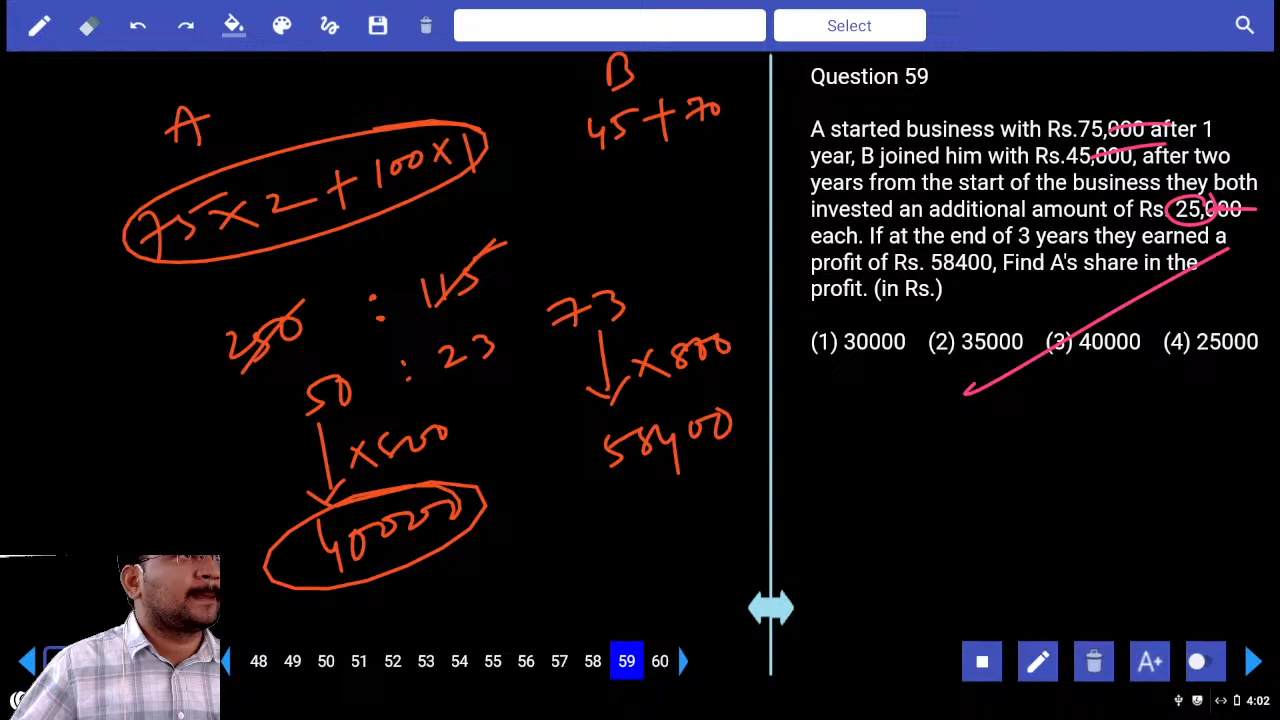 Select
A
B
75 x 2 + 100 x 1
45 + 70
250 : 115
50 : 23
73
x 800
x 800
58400
40000
Question 59
A started business with Rs.75,000 after 1
year, B joined him with Rs.45,000, after two
years from the start of the business they both
invested an additional amount of Rs. 25,000
each. If at the end of 3 years they earned a
profit of Rs. 58400, Find A's share in the
profit. (in Rs.)
(1) 30000 (2) 35000 (3) 40000 (4) 25000
48 49 50 51 52 53 54 55 56 57 58 59 60
A+
4:02